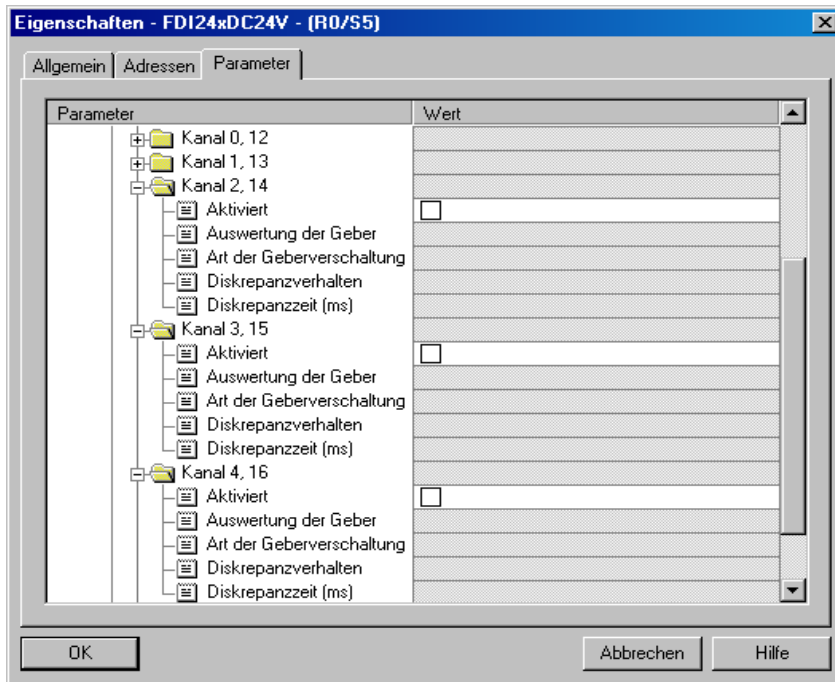 Eigenschaften - FDI24xDC24V - (R0/S5)
Allgemein Adressen Parameter
Parameter Wert
Kanal 0, 12
Kanal 1, 13
Kanal 2, 14
Aktiviert
Auswertung der Geber
Art der Geberverschaltung
Diskrepanzverhalten
Diskrepanzzeit (ms)
Kanal 3, 15
Aktiviert
Auswertung der Geber
Art der Geberverschaltung
Diskrepanzverhalten
Diskrepanzzeit (ms)
Kanal 4, 16
Aktiviert
Auswertung der Geber
Art der Geberverschaltung
Diskrepanzverhalten
Diskrepanzzeit (ms)
OK Abbrechen Hilfe